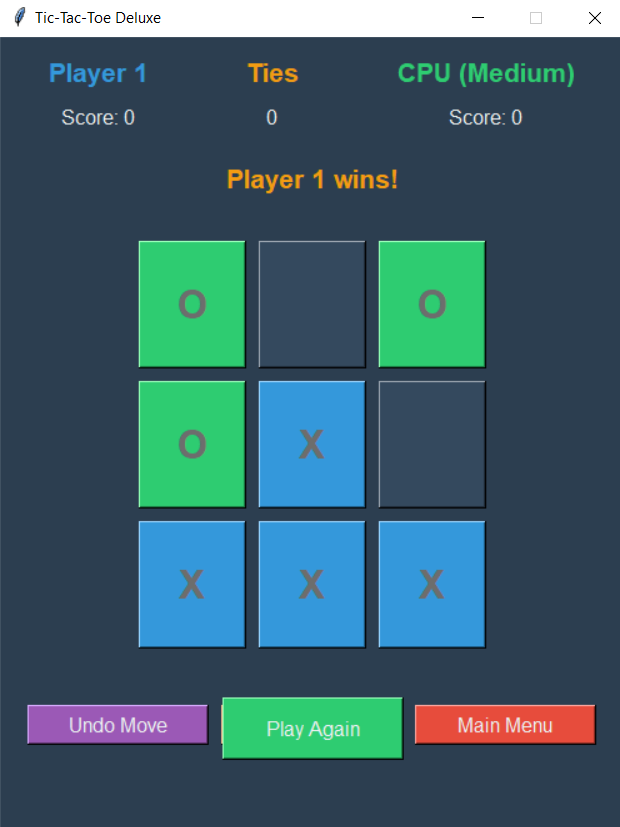 Tic-Tac-Toe Deluxe
Player 1 Ties CPU (Medium)
Score: 0 0 Score: 0
Player 1 wins!
O O
O X
X X X
Undo Move Play Again Main Menu